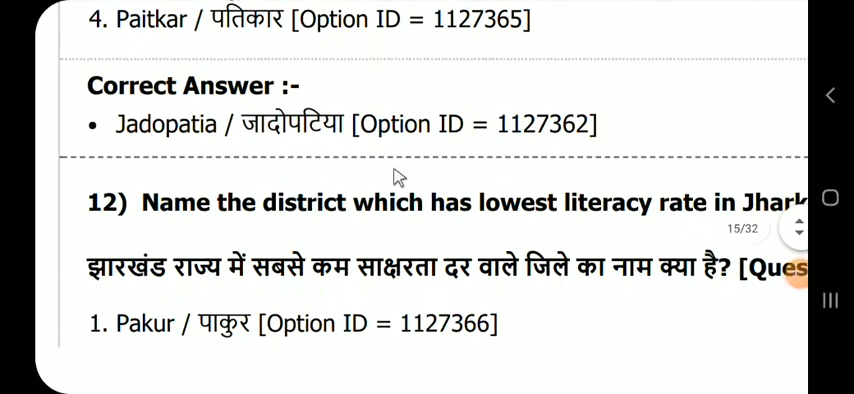 4. Paitkar / पतिकार [Option ID = 1127365]
Correct Answer :-
• Jadopatia / जादोपटिया [Option ID = 1127362]
12) Name the district which has lowest literacy rate in Jhark
15/32
झारखंड राज्य में सबसे कम साक्षरता दर वाले जिले का नाम क्या है? [Ques
1. Pakur / पाकुर [Option ID = 1127366]